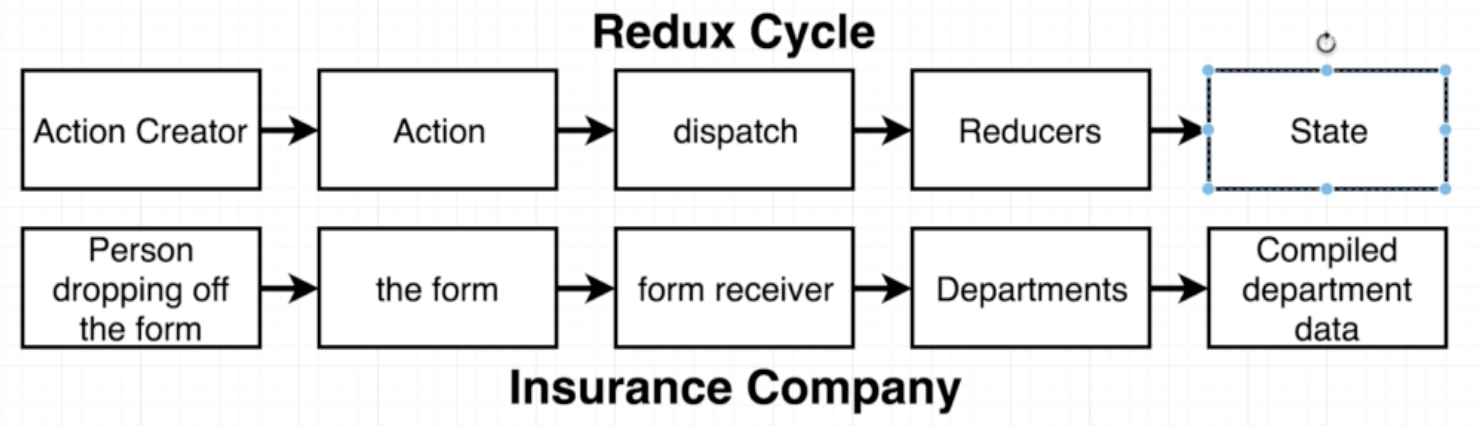 Redux Cycle
Action Creator
Action
dispatch
Reducers
State
Person
dropping off
the form
the form
form receiver
Departments
Compiled
department
data
Insurance Company